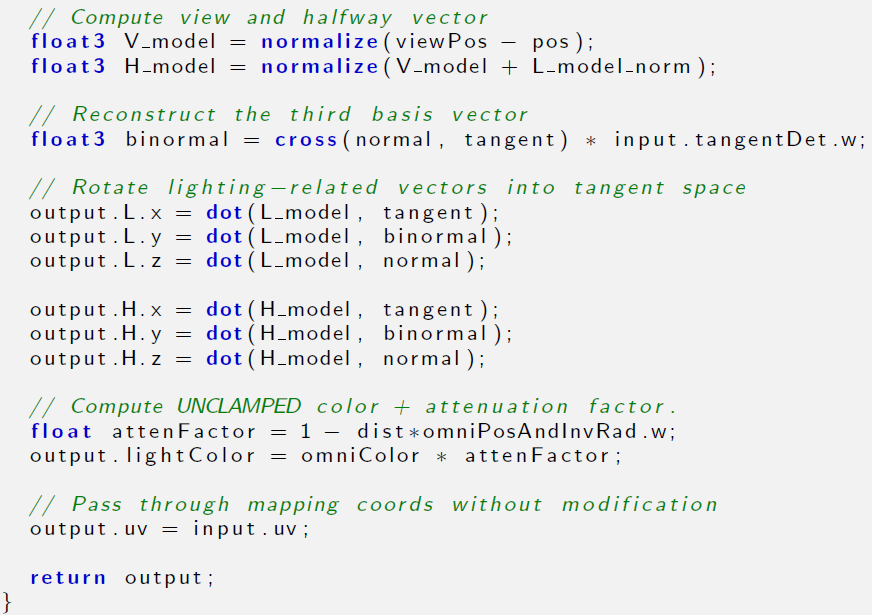 // Compute view and halfway vector
float3 V_model = normalize(viewPos - pos);
float3 H_model = normalize(V_model + L_model_norm);
// Reconstruct the third basis vector
float3 binormal = cross(normal, tangent) * input.tangentDet.w;
// Rotate lighting-related vectors into tangent space
output.L.x = dot(L_model, tangent);
output.L.y = dot(L_model, binormal);
output.L.z = dot(L_model, normal);
output.H.x = dot(H_model, tangent);
output.H.y = dot(H_model, binormal);
output.H.z = dot(H_model, normal);
// Compute UNCLAMPED color + attenuation factor.
float attenFactor = 1 - dist*omniPosAndInvRad.w;
output.lightColor = omniColor * attenFactor;
// Pass through mapping coords without modification
output.uv = input.uv;
return output;
}